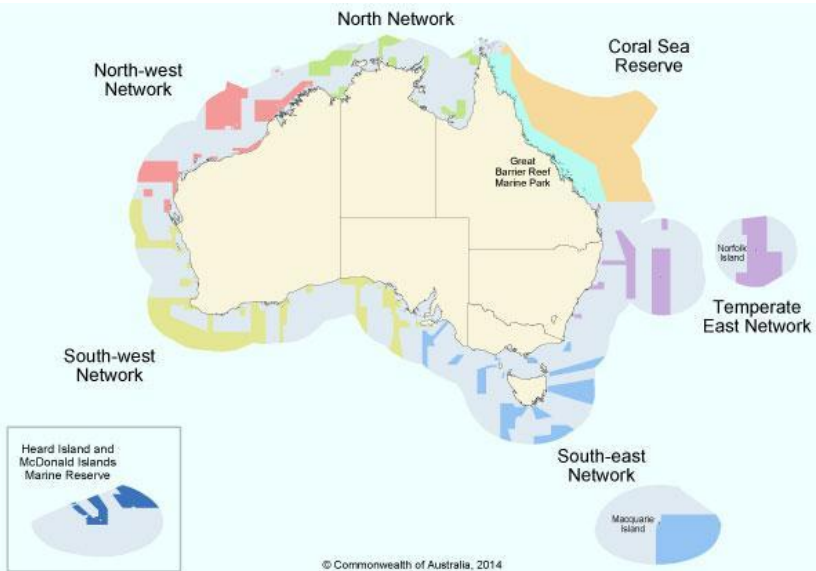 North Network
North-west
Network
Coral Sea
Reserve
Great
Barrier Reef
Marine Park
Norfolk
Island
Temperate
East Network
South-west
Network
South-east
Network
Heard Island and
McDonald Islands
Marine Reserve
Macquarie
Island
© Commonwealth of Australia, 2014